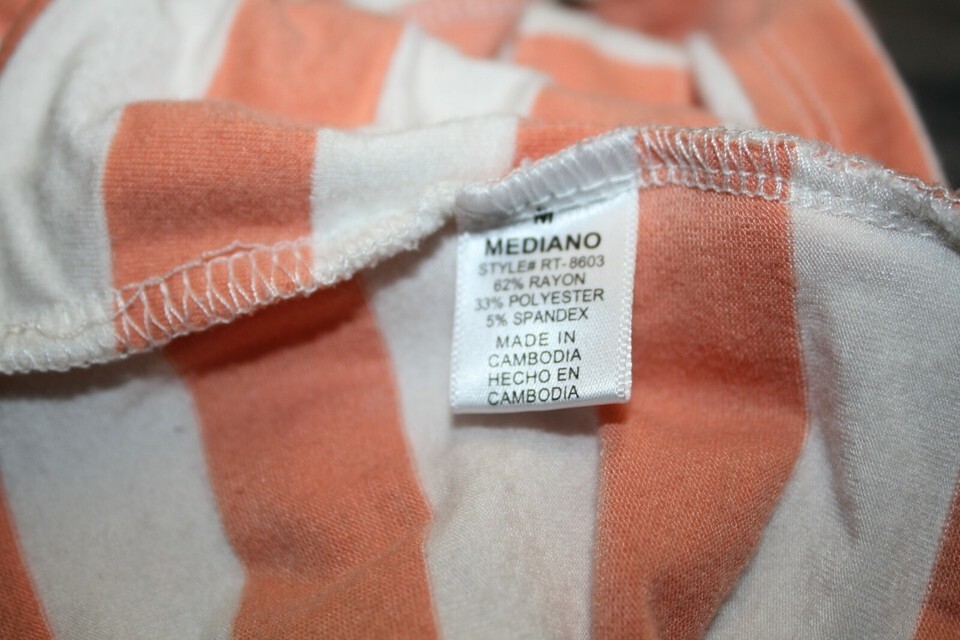 M
MEDIANO
STYLE# RT-8603
62% RAYON
33% POLYESTER
5% SPANDEX
MADE IN
CAMBODIA
HECHO EN
CAMBODIA